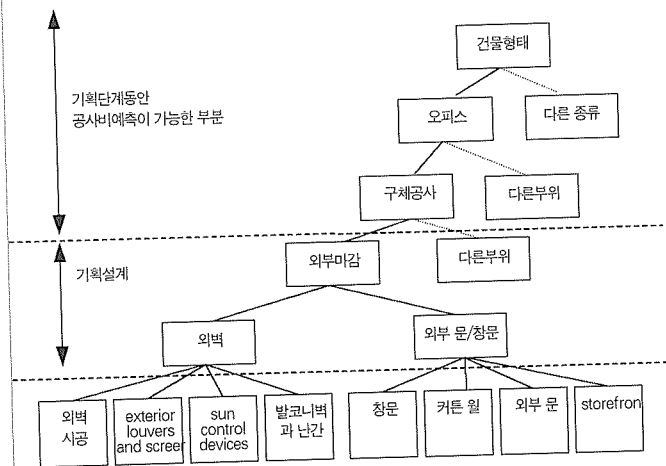 건물형태
기획단계동안
공사비예측이 가능한 부분
오피스
다른 종류
구체공사
다른부위
외부마감
다른부위
기획설계
외벽
외부 문/창문
외벽
시공
exterior
louvers
and screer
sun
control
devices
발코니벽
과 난간
창문
커튼 월
외부 문
storefron